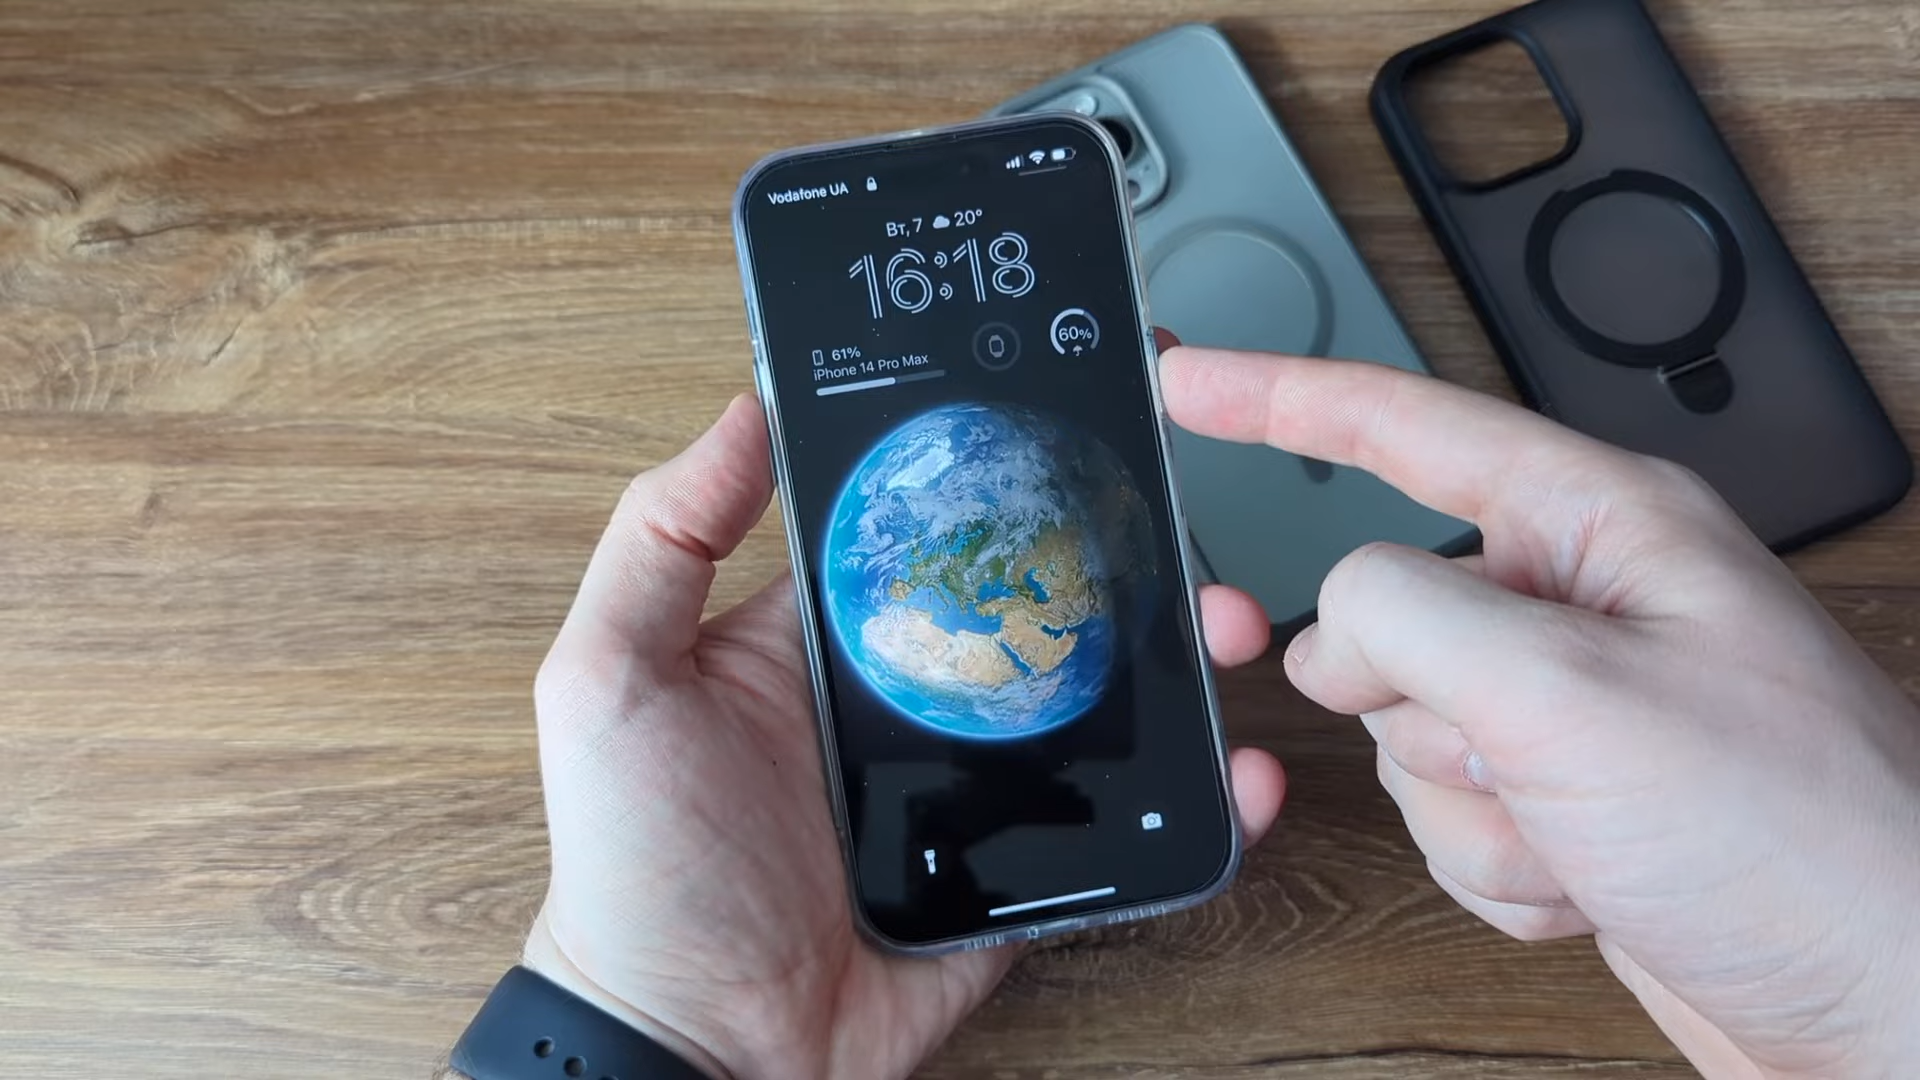 Vodafone UA
Вт, 7 20°
16:18
61%
iPhone 14 Pro Max
60%